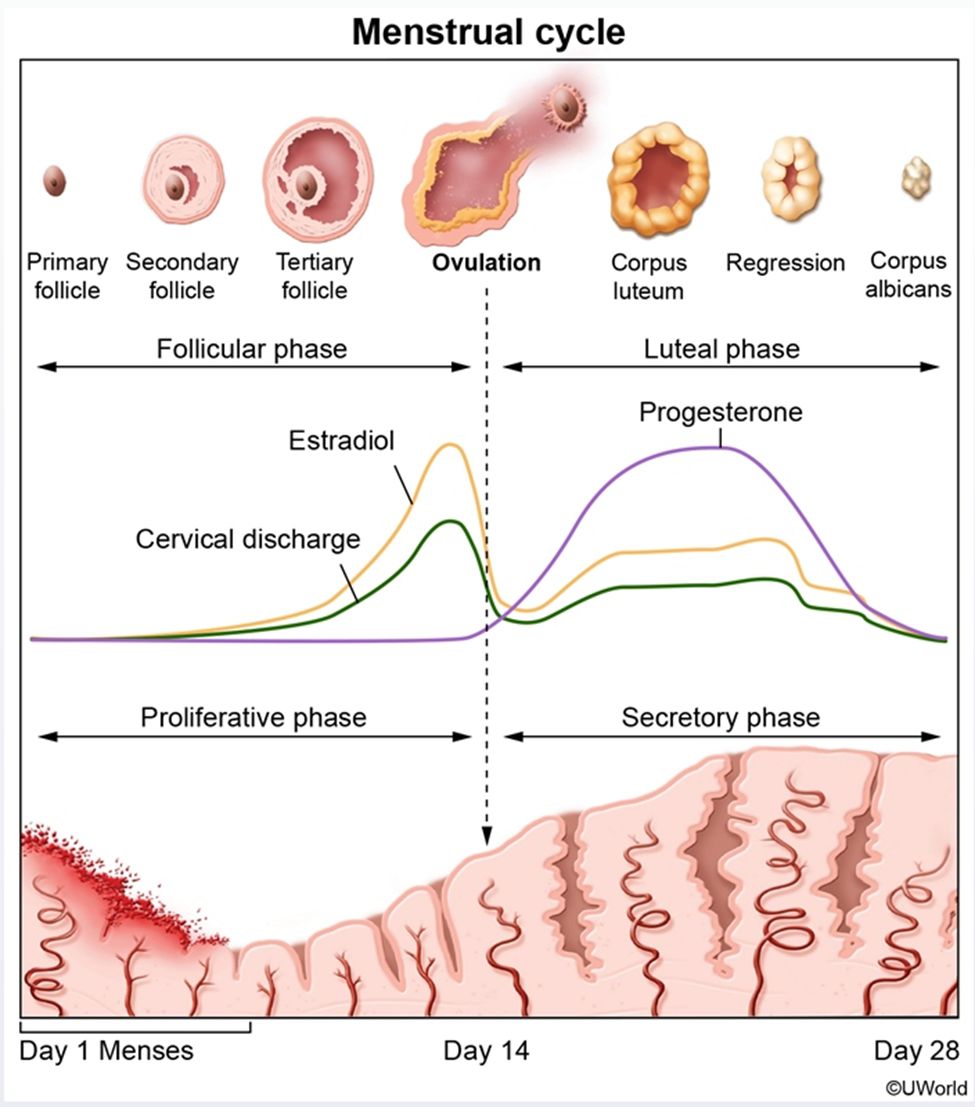 Menstrual cycle
Primary
follicle
Secondary
follicle
Tertiary
follicle
Ovulation
Corpus
luteum
Regression
Corpus
albicans
Follicular phase
Luteal phase
Progesterone
Estradiol
Cervical discharge
Proliferative phase
Secretory phase
Day 1 Menses
Day 14
Day 28
©UWorld